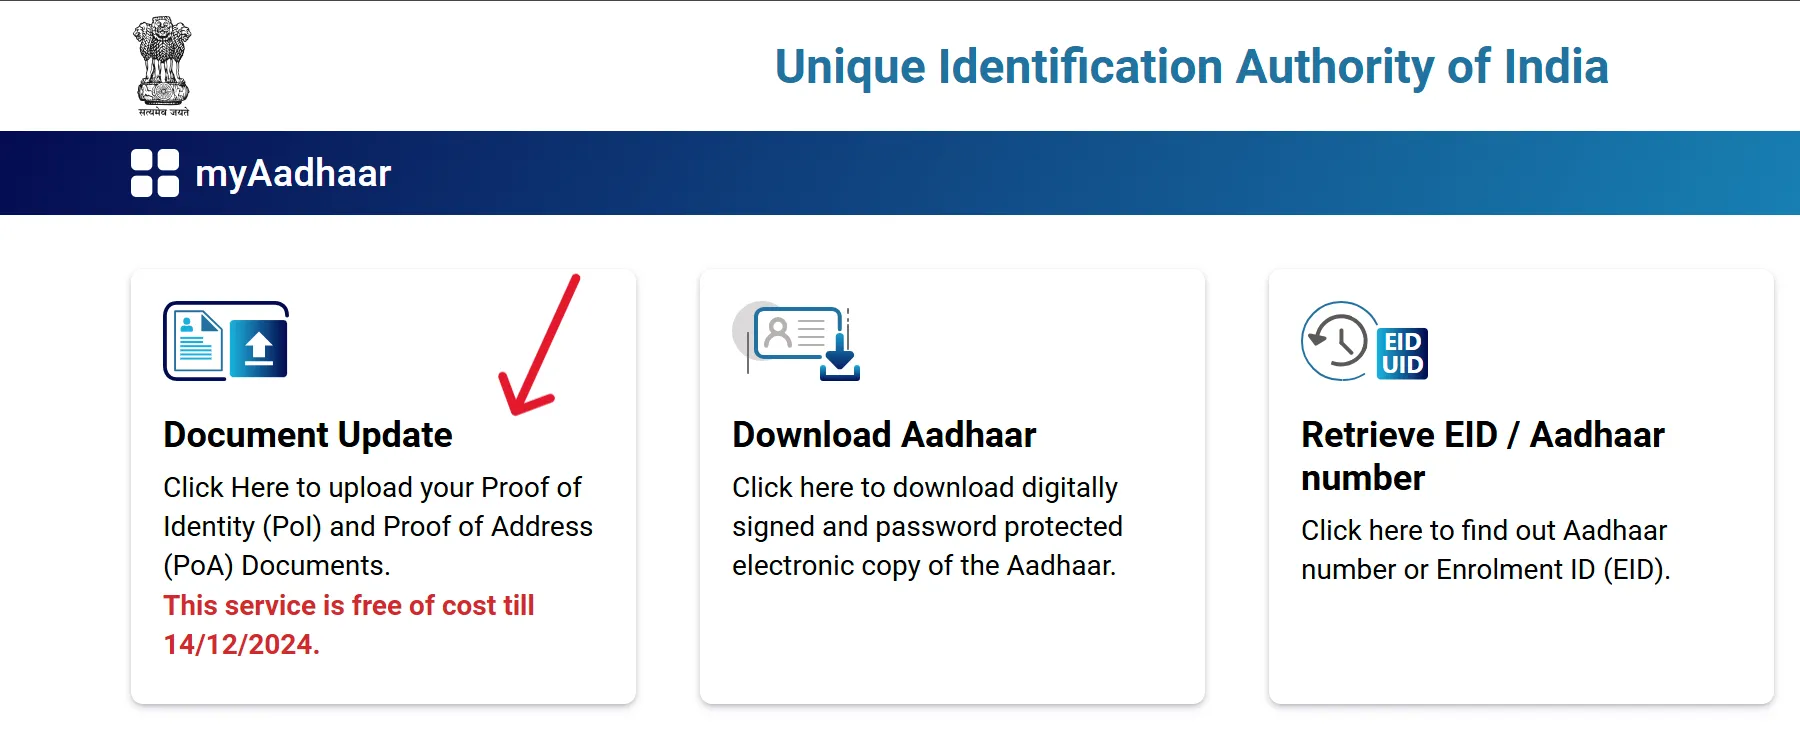 सत्यमेव जयते
Unique Identification Authority of India
myAadhaar
Document Update
Click Here to upload your Proof of
Identity (PoI) and Proof of Address
(PoA) Documents.
This service is free of cost till
14/12/2024.
Download Aadhaar
Click here to download digitally
signed and password protected
electronic copy of the Aadhaar.
EID
UID
Retrieve EID / Aadhaar
number
Click here to find out Aadhaar
number or Enrolment ID (EID).